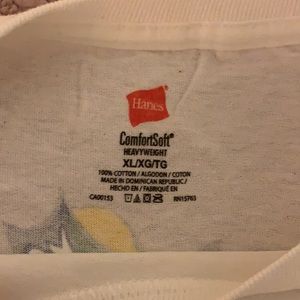 Hanes
ComfortSoft®
HEAVYWEIGHT
XL/XG/TG
100% COTTON / ALGODON / COTON
MADE IN DOMINICAN REPUBLIC /
HECHO EN / FABRIQUÉ EN
CA00153 RN15763